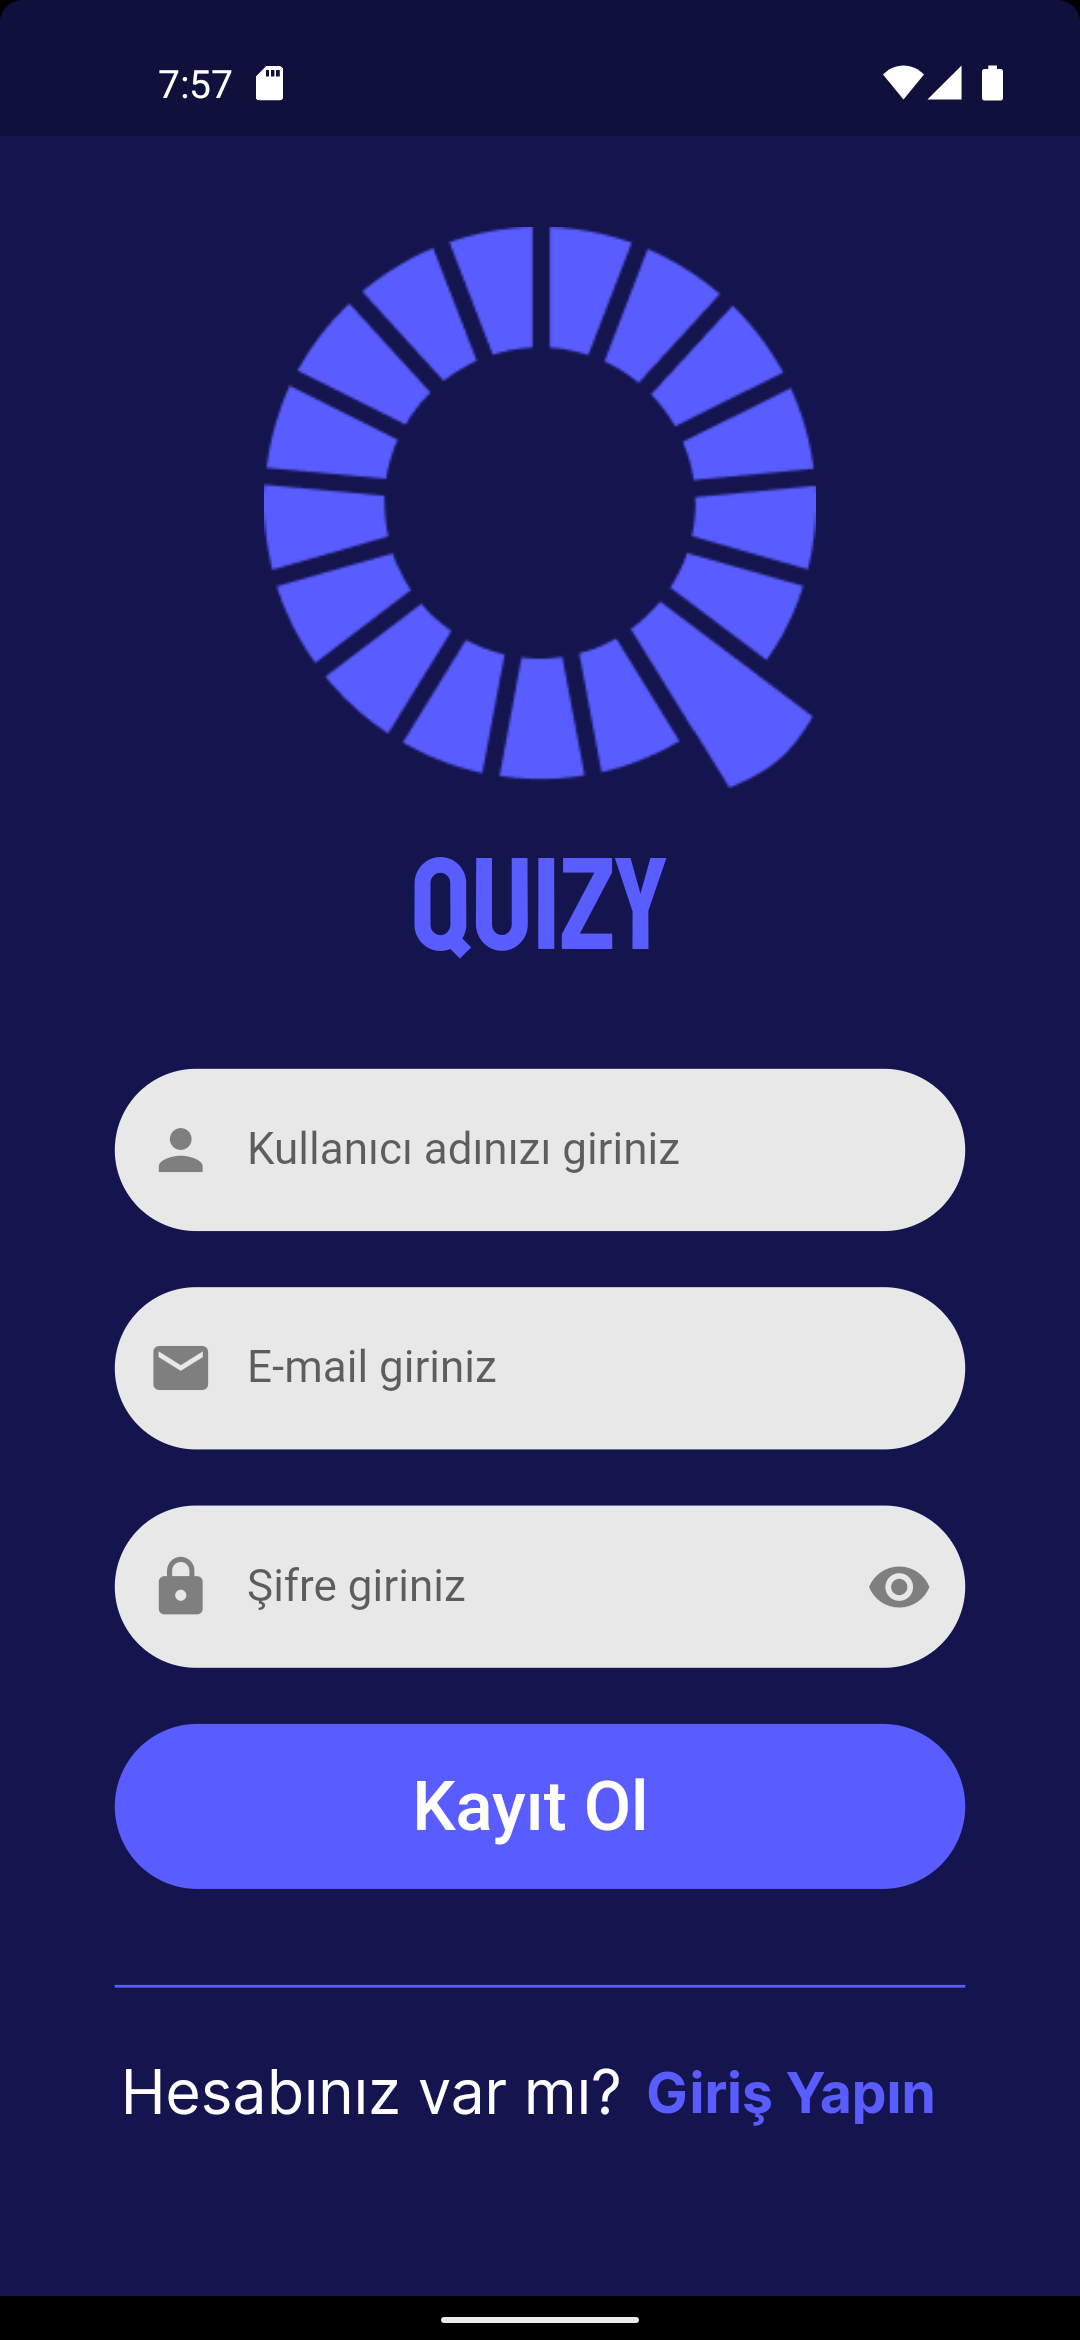 7:57
QUIZY
Kullanıcı adınızı giriniz
E-mail giriniz
Şifre giriniz
Kayıt Ol
Hesabınız var mı? Giriş Yapın